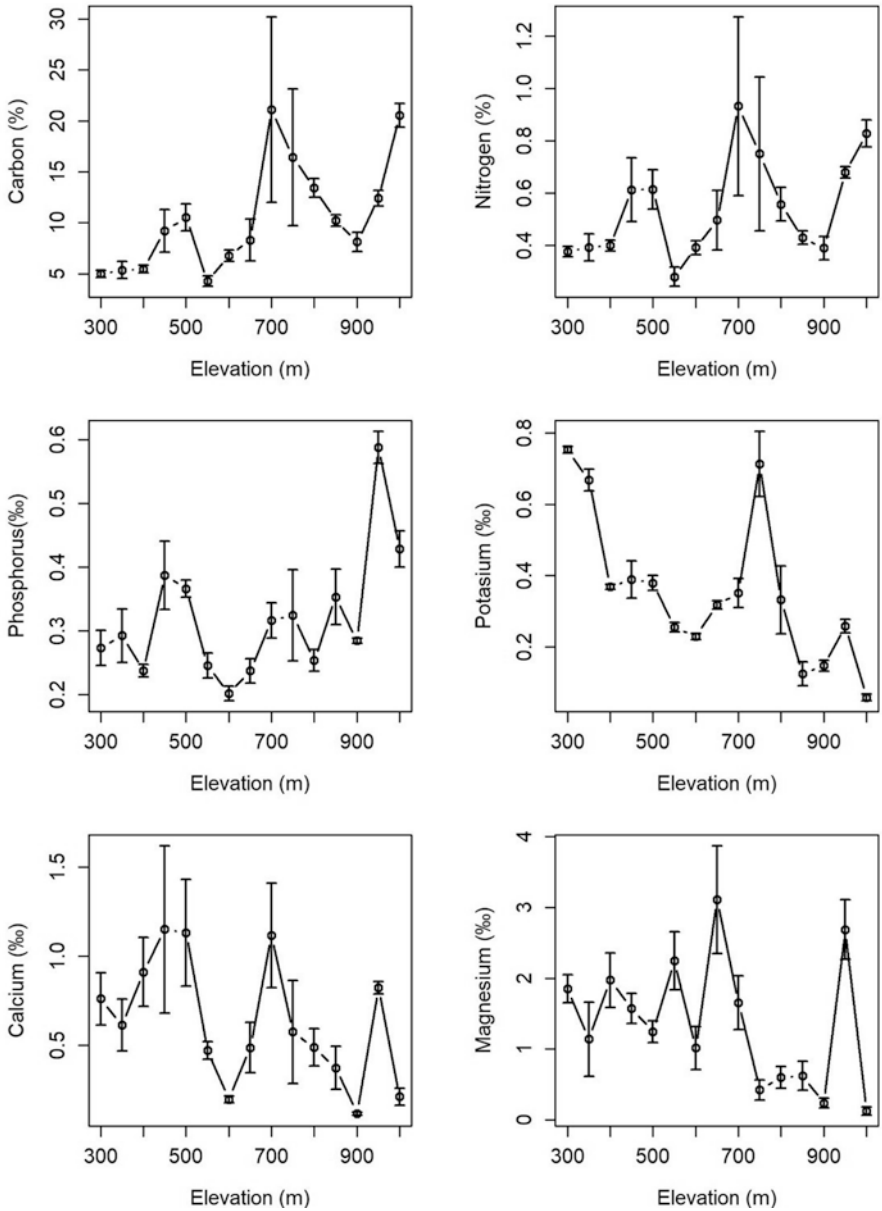 Carbon (%)
30
25
20
15
10
5
300 500 700 900
Elevation (m)
Nitrogen (%)
1.2
1.0
0.8
0.6
0.4
300 500 700 900
Elevation (m)
Phosphorus(‰)
0.6
0.5
0.4
0.3
0.2
300 500 700 900
Elevation (m)
Potasium (‰)
0.8
0.6
0.4
0.2
300 500 700 900
Elevation (m)
Calcium (‰)
1.5
1.0
0.5
300 500 700 900
Elevation (m)
Magnesium (‰)
4
3
2
1
0
300 500 700 900
Elevation (m)